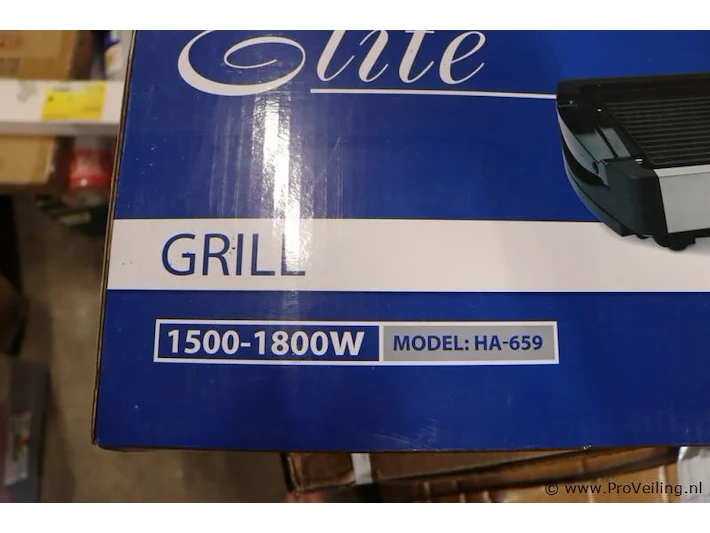 Elite
GRILL
1500-1800W MODEL: HA-659
© www.ProVeiling.nl